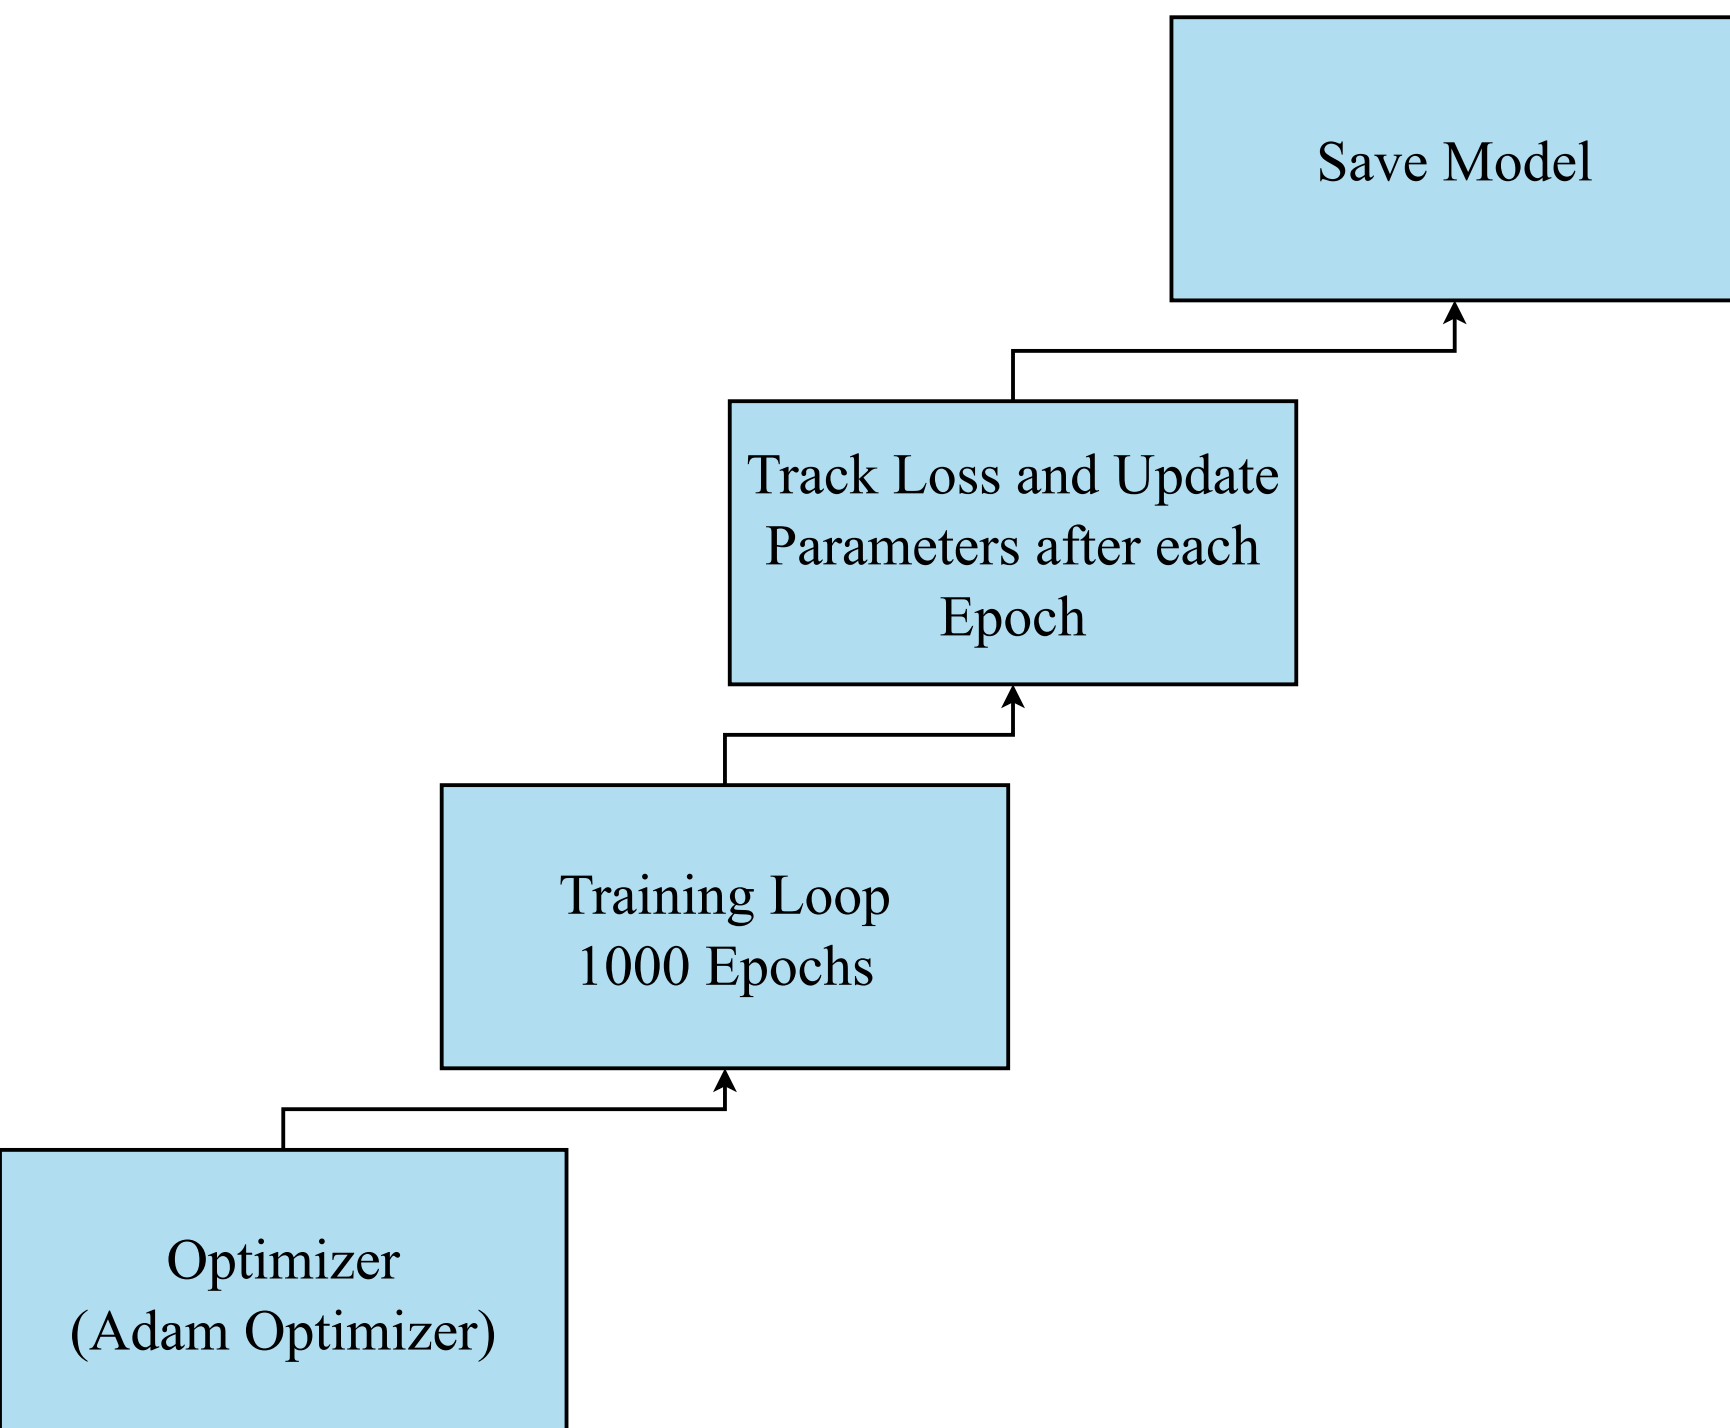 Save Model
Track Loss and Update
Parameters after each
Epoch
Training Loop
1000 Epochs
Optimizer
(Adam Optimizer)